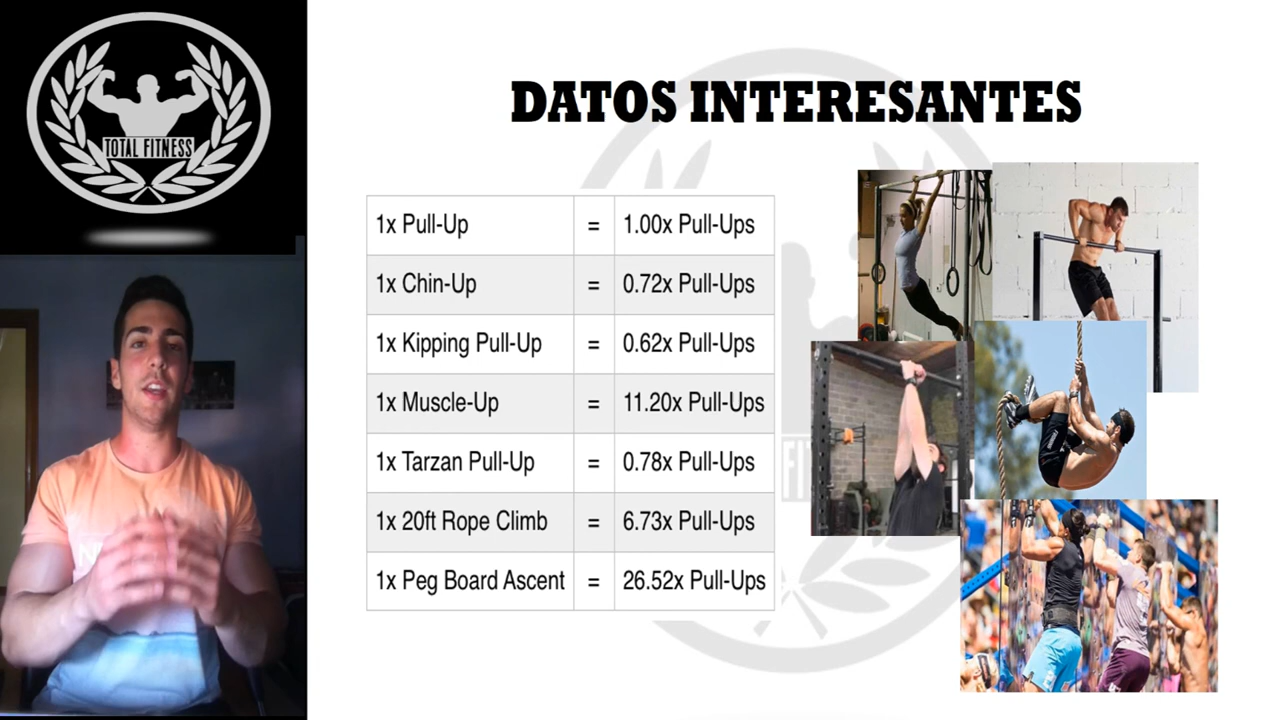 TOTAL FITNESS
DATOS INTERESANTES
1x Pull-Up = 1.00x Pull-Ups
1x Chin-Up = 0.72x Pull-Ups
1x Kipping Pull-Up = 0.62x Pull-Ups
1x Muscle-Up = 11.20x Pull-Ups
1x Tarzan Pull-Up = 0.78x Pull-Ups
1x 20ft Rope Climb = 6.73x Pull-Ups
1x Peg Board Ascent = 26.52x Pull-Ups